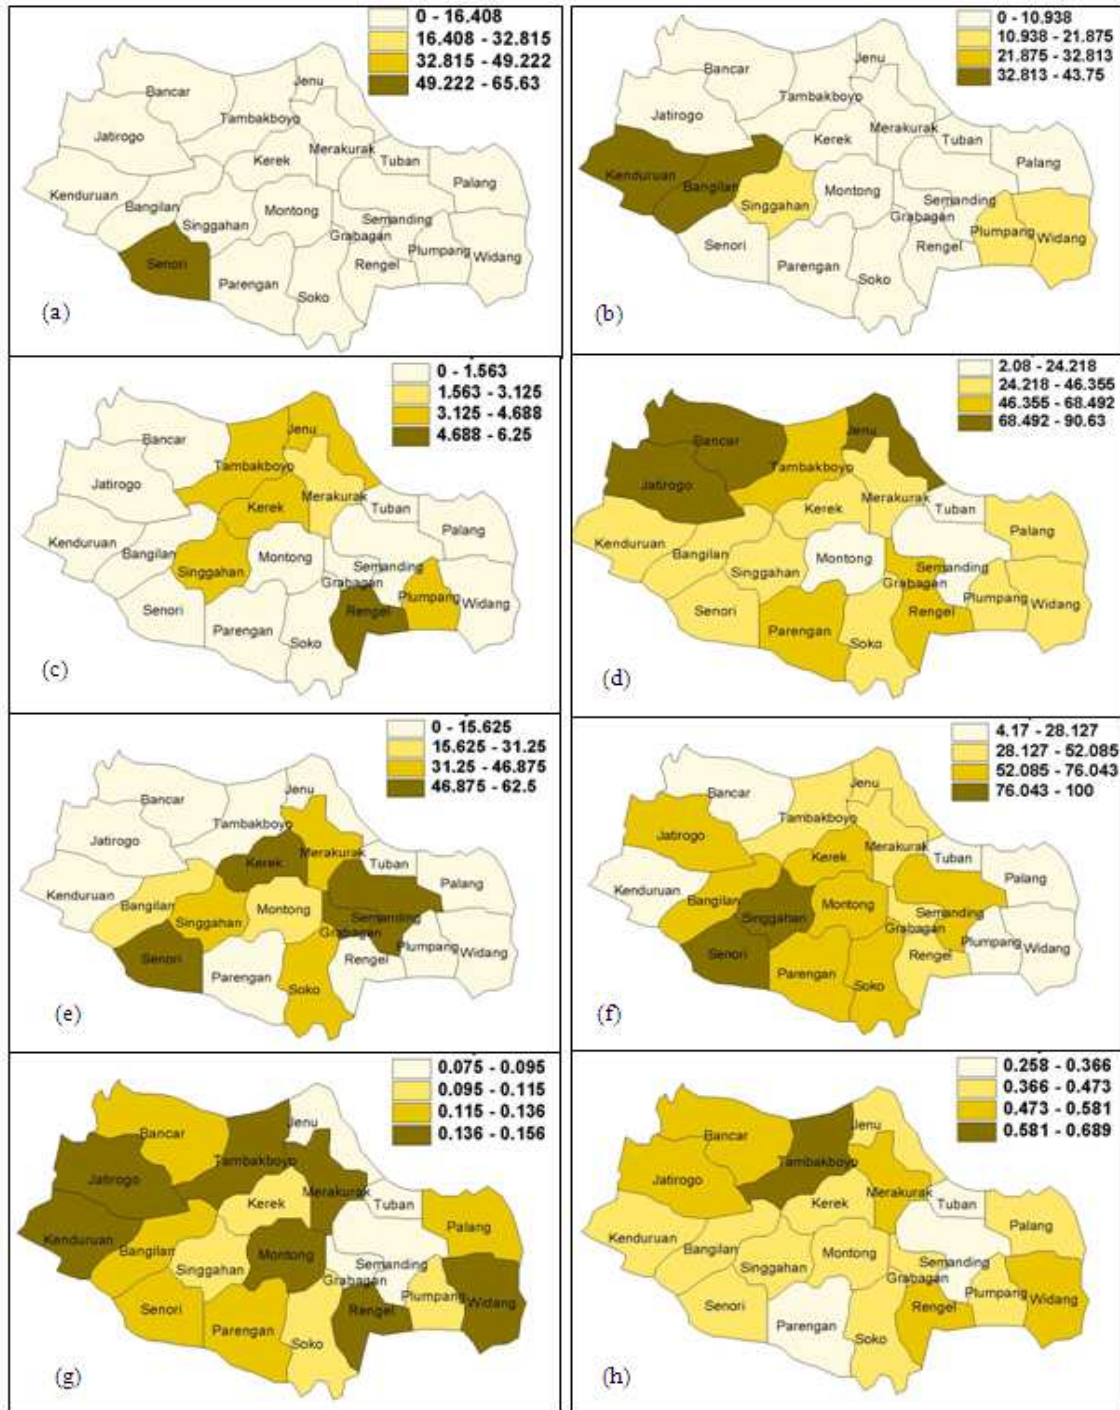 0 - 16.408
16.408 - 32.815
32.815 - 49.222
49.222 - 65.63
Jenu
Bancar
Tambakboyo
Jatirogo
Merakurak
Kerek
Tuban
Palang
Kenduruan
Bangilan
Montong
Singgahan
Semanding
Grabagan
Plumpang
Widang
Senori
Rengel
Parengan
Soko
(a)
0 - 10.938
10.938 - 21.875
21.875 - 32.813
32.813 - 43.75
Jenu
Bancar
Tambakboyo
Jatirogo
Merakurak
Kerek
Tuban
Palang
Kenduruan
Bangilan
Montong
Singgahan
Semanding
Grabagan
Plumpang
Widang
Senori
Rengel
Parengan
Soko
(b)
0 - 1.563
1.563 - 3.125
3.125 - 4.688
4.688 - 6.25
Jenu
Bancar
Tambakboyo
Jatirogo
Merakurak
Kerek
Tuban
Palang
Kenduruan
Bangilan
Montong
Singgahan
Semanding
Grabagan
Plumpang
Widang
Senori
Rengel
Parengan
Soko
(c)
2.08 - 24.218
24.218 - 46.355
46.355 - 68.492
68.492 - 90.63
Jenu
Bancar
Tambakboyo
Jatirogo
Merakurak
Kerek
Tuban
Palang
Kenduruan
Bangilan
Montong
Singgahan
Semanding
Grabagan
Plumpang
Widang
Senori
Rengel
Parengan
Soko
(d)
0 - 15.625
15.625 - 31.25
31.25 - 46.875
46.875 - 62.5
Jenu
Bancar
Tambakboyo
Jatirogo
Merakurak
Kerek
Tuban
Palang
Kenduruan
Bangilan
Montong
Singgahan
Semanding
Grabagan
Plumpang
Widang
Senori
Rengel
Parengan
Soko
(e)
4.17 - 28.127
28.127 - 52.085
52.085 - 76.043
76.043 - 100
Jenu
Bancar
Tambakboyo
Jatirogo
Merakurak
Kerek
Tuban
Palang
Kenduruan
Bangilan
Montong
Singgahan
Semanding
Grabagan
Plumpang
Widang
Senori
Rengel
Parengan
Soko
(f)
0.075 - 0.095
0.095 - 0.115
0.115 - 0.136
0.136 - 0.156
Jenu
Bancar
Tambakboyo
Jatirogo
Merakurak
Kerek
Tuban
Palang
Kenduruan
Bangilan
Montong
Singgahan
Semanding
Grabagan
Plumpang
Widang
Senori
Rengel
Parengan
Soko
(g)
0.258 - 0.366
0.366 - 0.473
0.473 - 0.581
0.581 - 0.689
Jenu
Bancar
Tambakboyo
Jatirogo
Merakurak
Kerek
Tuban
Palang
Kenduruan
Bangilan
Montong
Singgahan
Semanding
Grabagan
Plumpang
Widang
Senori
Rengel
Parengan
Soko
(h)